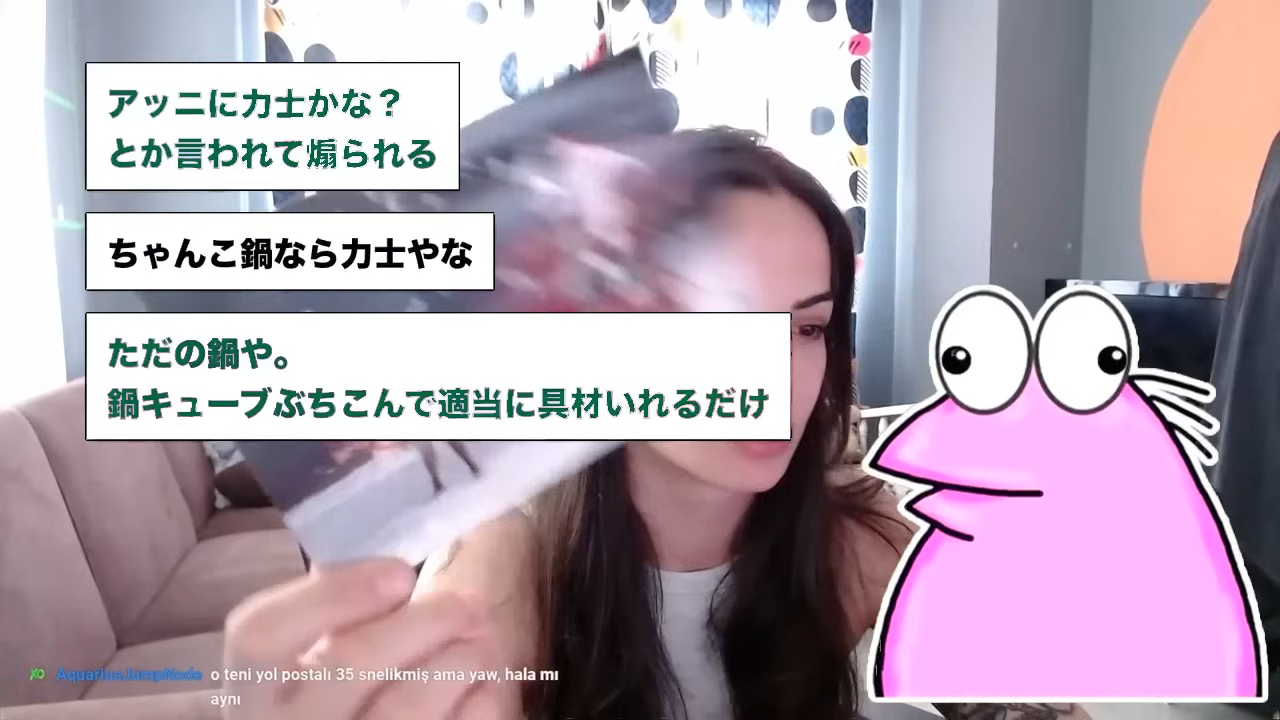 アッニに力士かな？
とか言われて煽られる
ちゃんこ鍋なら力士やな
ただの鍋や。
鍋キューブぶちこんで適当に具材いれるだけ
AquariusJumpNode o teni yol postalı 35 snelikmiş ama yaw, hala mı
aynı